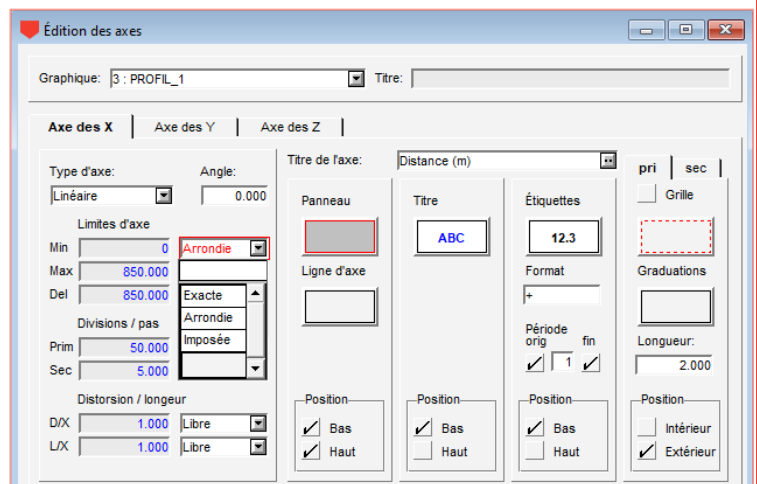 Édition des axes
Graphique: 3 : PROFIL_1 Titre:
Axe des X Axe des Y Axe des Z
Type d'axe: Angle:
Linéaire 0.000
Limites d'axe
Min 0 Arrondie
Max 850.000
Del 850.000 Exacte
Arrondie
Imposée
Divisions / pas
Prim 50.000
Sec 5.000
Distorsion / longeur
D/X 1.000 Libre
L/X 1.000 Libre
Titre de l'axe: Distance (m)
Panneau
Ligne d'axe
Position
Bas
Haut
Titre
ABC
Position
Bas
Haut
Étiquettes
12.3
Format
+
Période
orig fin
1
Position
Bas
Haut
pri sec
Grille
Graduations
Longueur:
2.000
Position
Intérieur
Extérieur